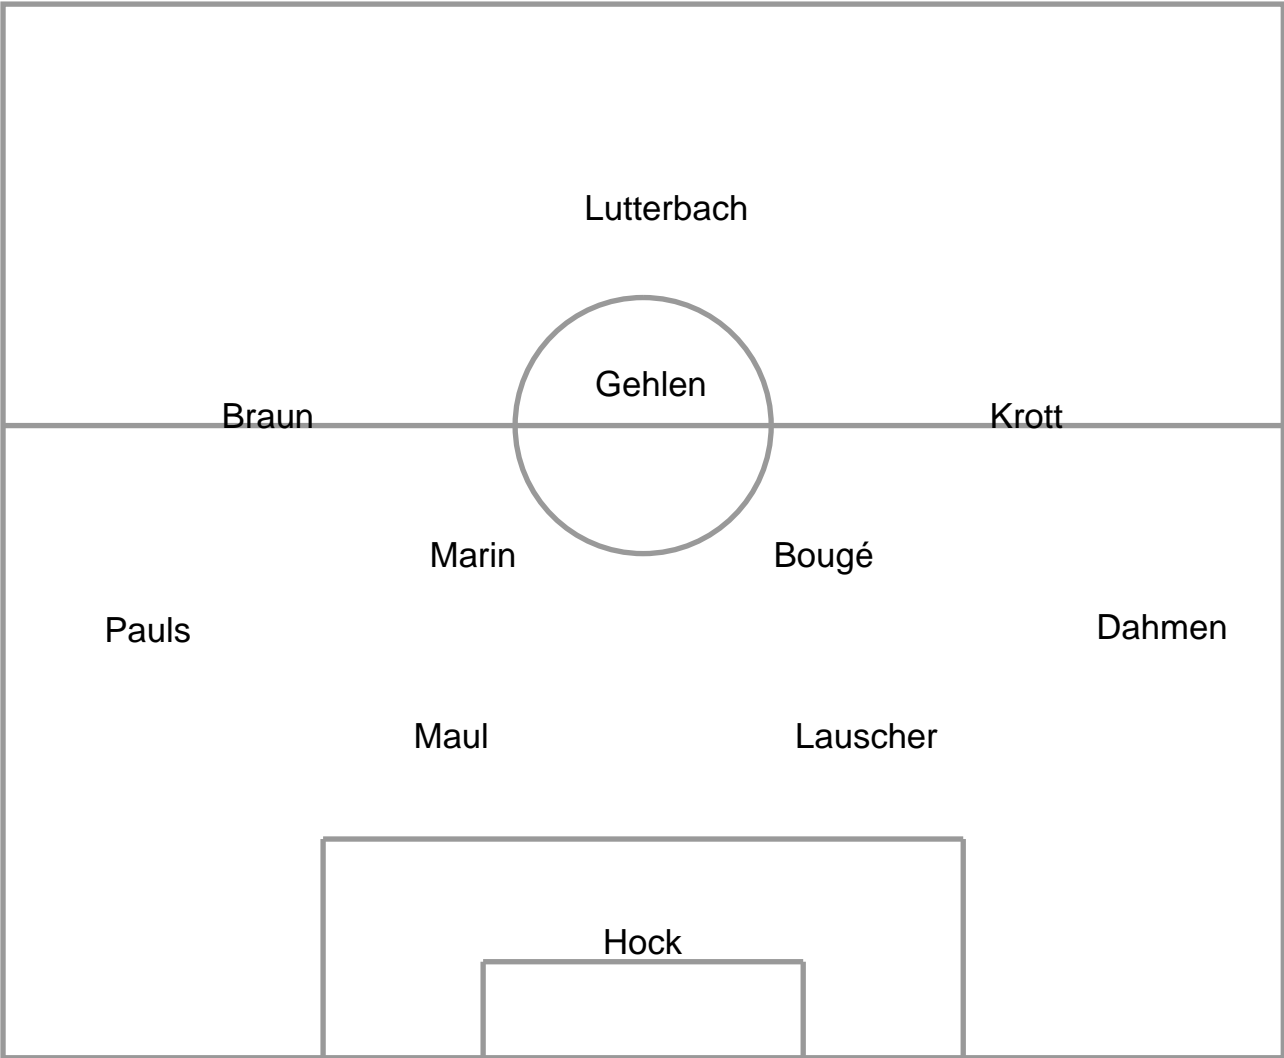 Lutterbach
Gehlen
Braun
Krott
Marin
Bougé
Pauls
Dahmen
Maul
Lauscher
Hock